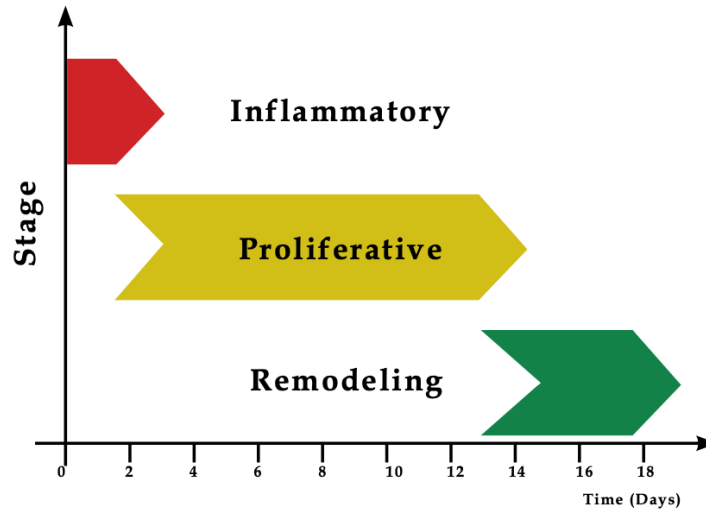 Inflammatory
Stage
Proliferative
Remodeling
0 2 4 6 8 10 12 14 16 18
Time (Days)